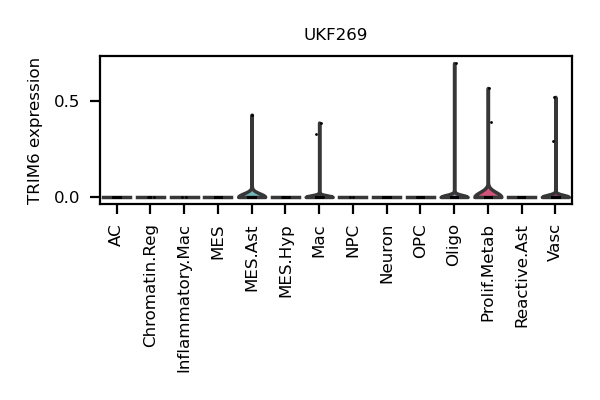 UKF269
TRIM6 expression
0.5
0.0
AC
Chromatin.Reg
Inflammatory.Mac
MES
MES.Ast
MES.Hyp
Mac
NPC
Neuron
OPC
Oligo
Prolif.Metab
Reactive.Ast
Vasc